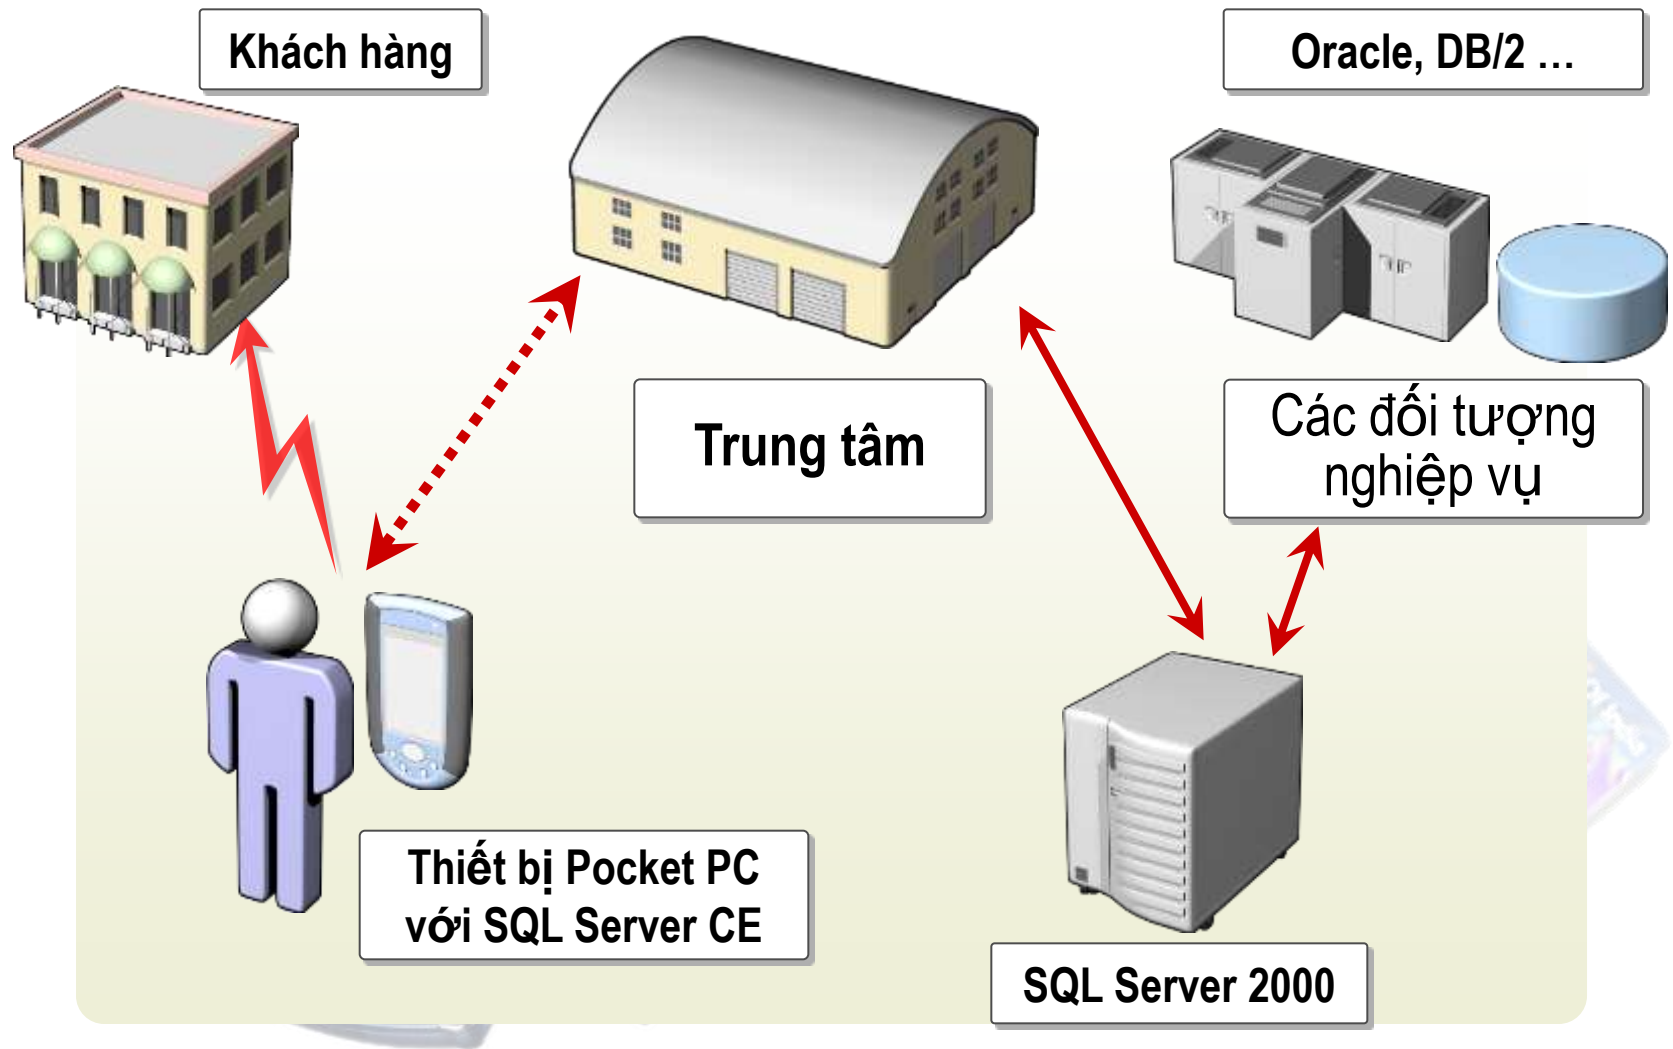 Khách hàng
Oracle, DB/2 ...
Trung tâm
Các đối tượng
nghiệp vụ
Thiết bị Pocket PC
với SQL Server CE
SQL Server 2000